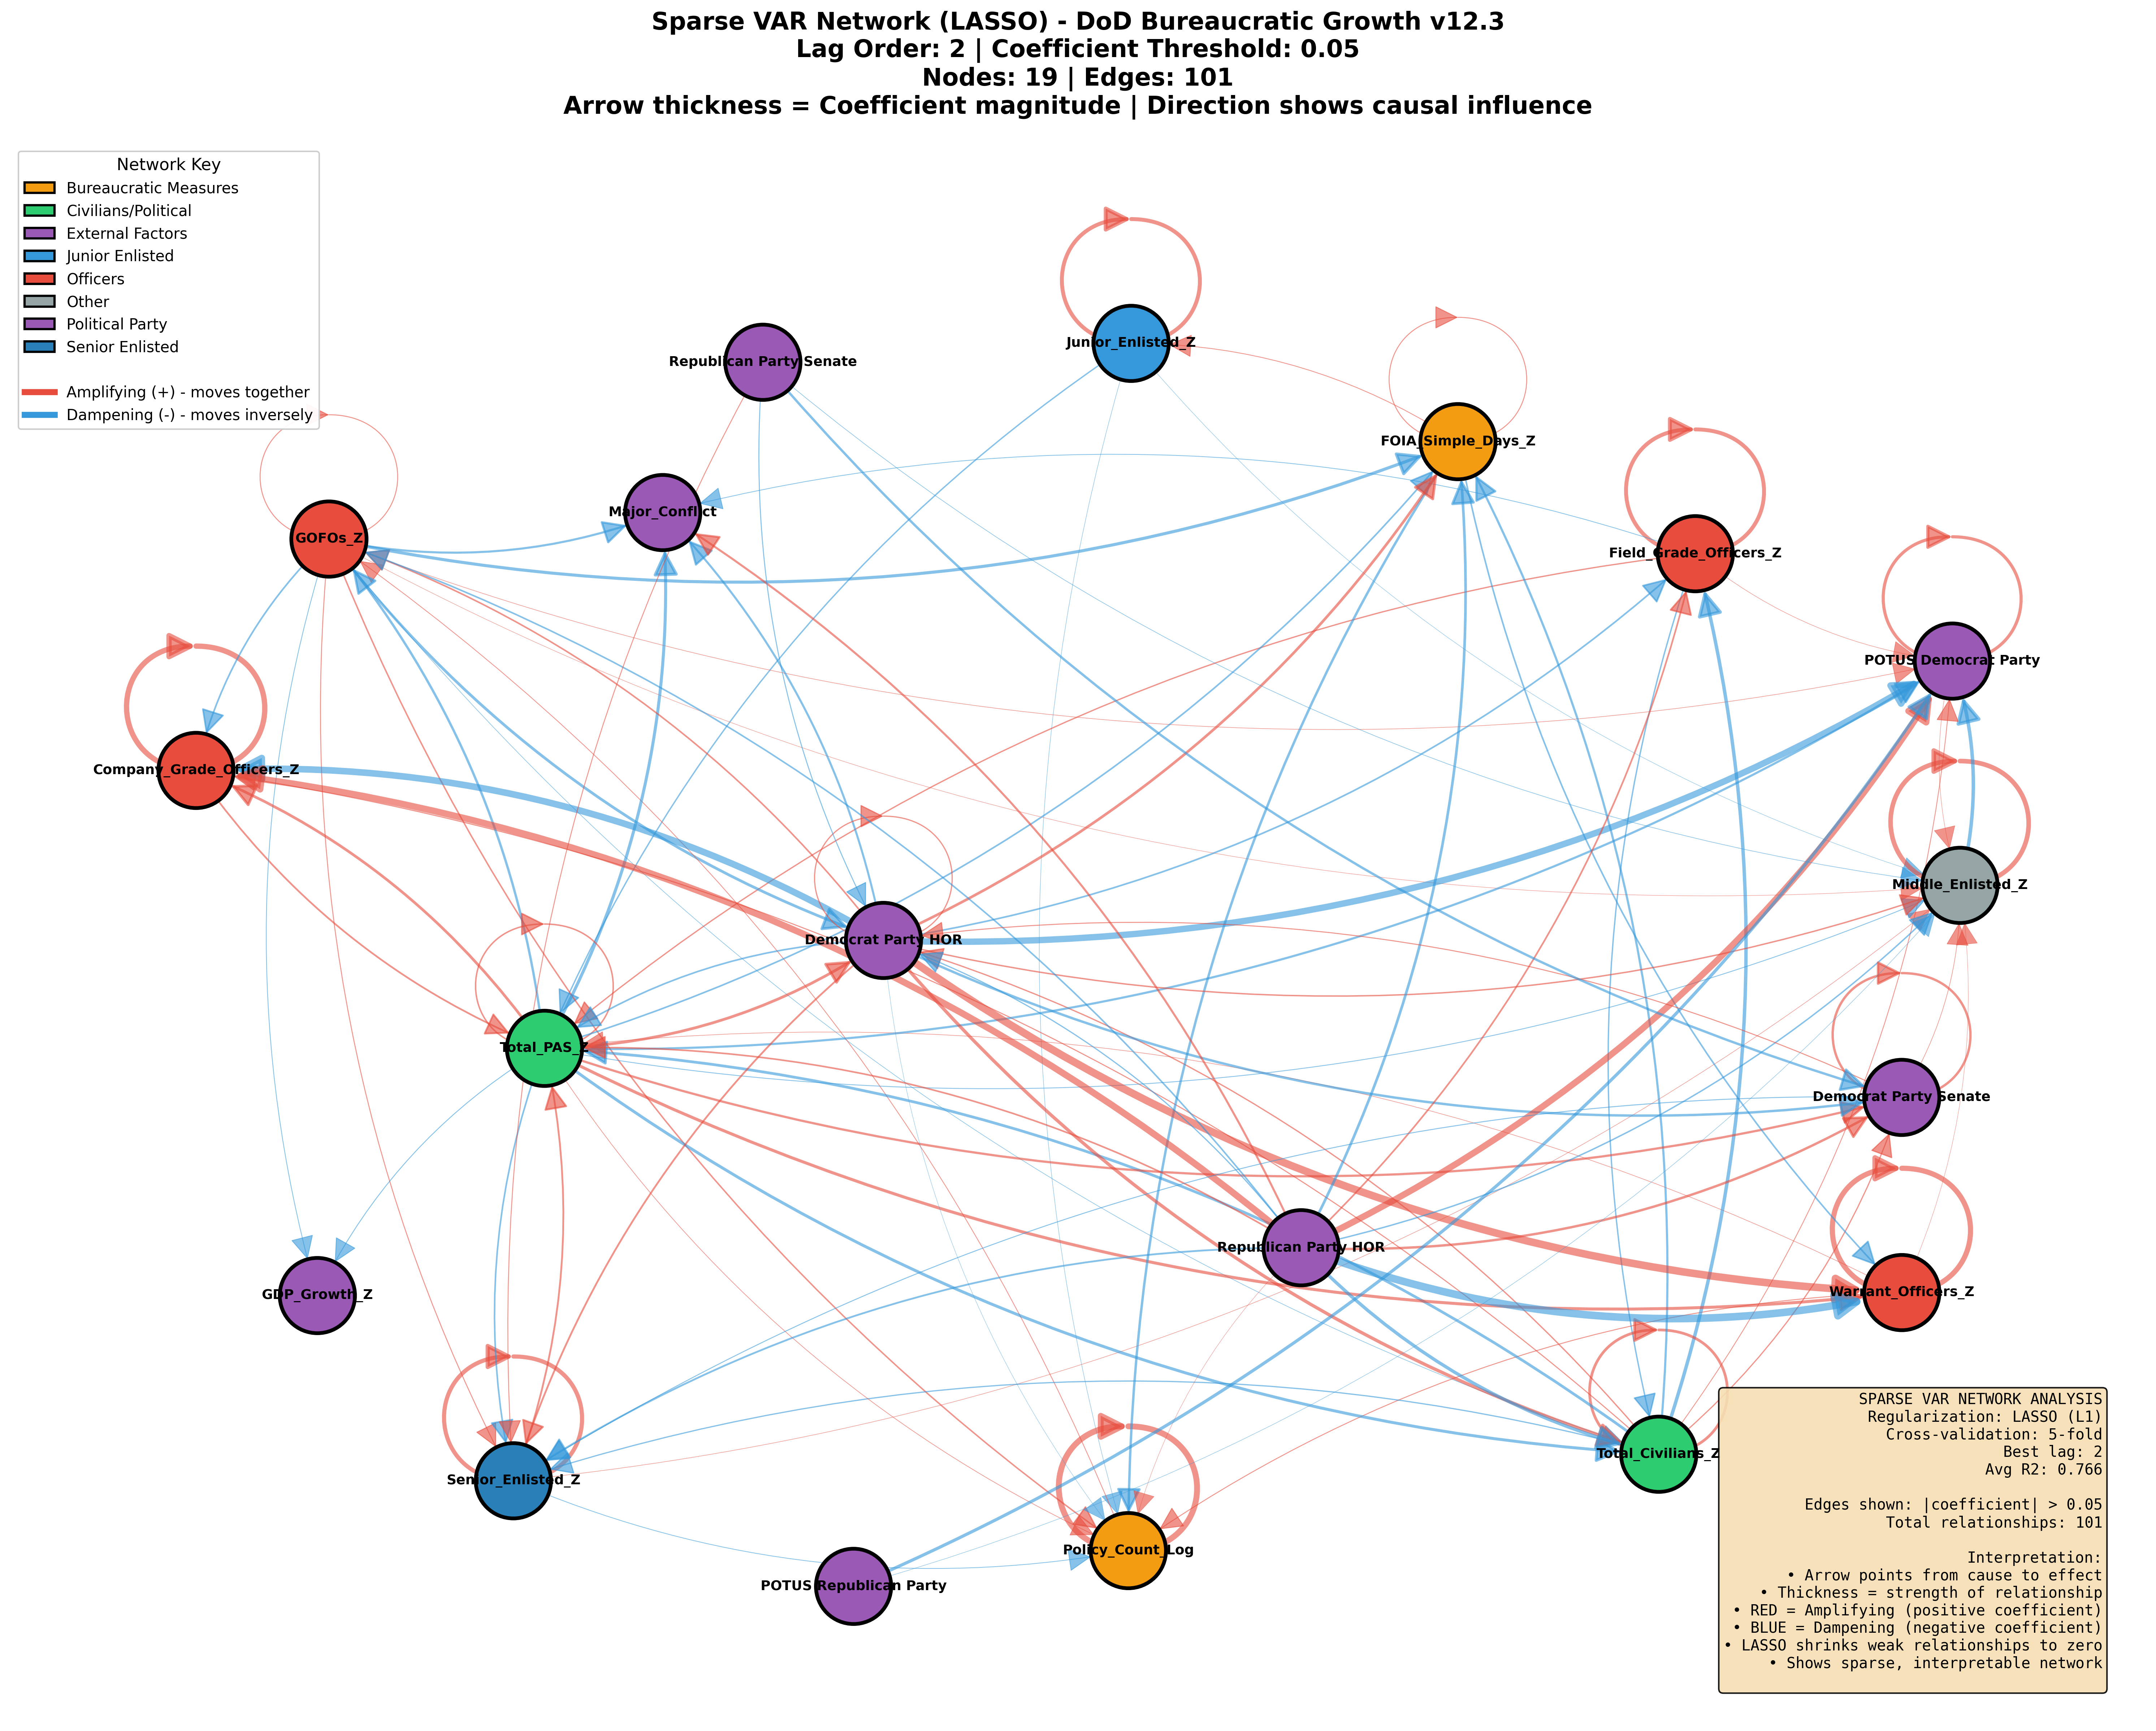 Sparse VAR Network (LASSO) - DoD Bureaucratic Growth v12.3
Lag Order: 2 | Coefficient Threshold: 0.05
Nodes: 19 | Edges: 101
Arrow thickness = Coefficient magnitude | Direction shows causal influence
Network Key
Bureaucratic Measures
Civilians/Political
External Factors
Junior Enlisted
Officers
Other
Political Party
Senior Enlisted
Amplifying (+) - moves together
Dampening (-) - moves inversely
Junior_Enlisted_Z
Republican Party Senate
FOIA_Simple_Days_Z
Major_Conflict
GOFOs_Z
Field_Grade_Officers_Z
POTUS Democrat Party
Company_Grade_Officers_Z
Middle_Enlisted_Z
Democrat Party HOR
Total_PAS_Z
Democrat Party Senate
Republican Party HOR
GDP_Growth_Z
Warrant_Officers_Z
Total_Civilians_Z
Senior_Enlisted_Z
Policy_Count_Log
POTUS Republican Party
SPARSE VAR NETWORK ANALYSIS
Regularization: LASSO (L1)
Cross-validation: 5-fold
Best lag: 2
Avg R2: 0.766
Edges shown: |coefficient| > 0.05
Total relationships: 101
Interpretation:
• Arrow points from cause to effect
• Thickness = strength of relationship
• RED = Amplifying (positive coefficient)
• BLUE = Dampening (negative coefficient)
• LASSO shrinks weak relationships to zero
• Shows sparse, interpretable network